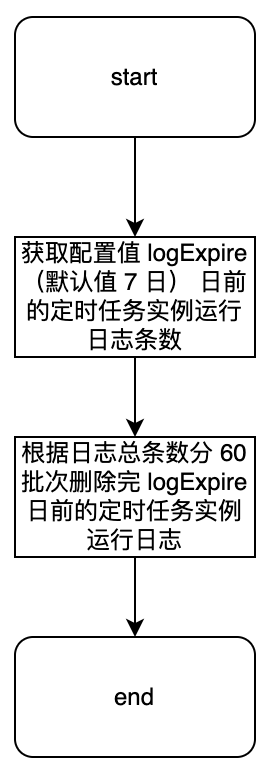 start
获取配置值 logExpire
（默认值 7 日） 日前
的定时任务实例运行
日志条数
根据日志总条数分 60
批次删除完 logExpire
日前的定时任务实例
运行日志
end